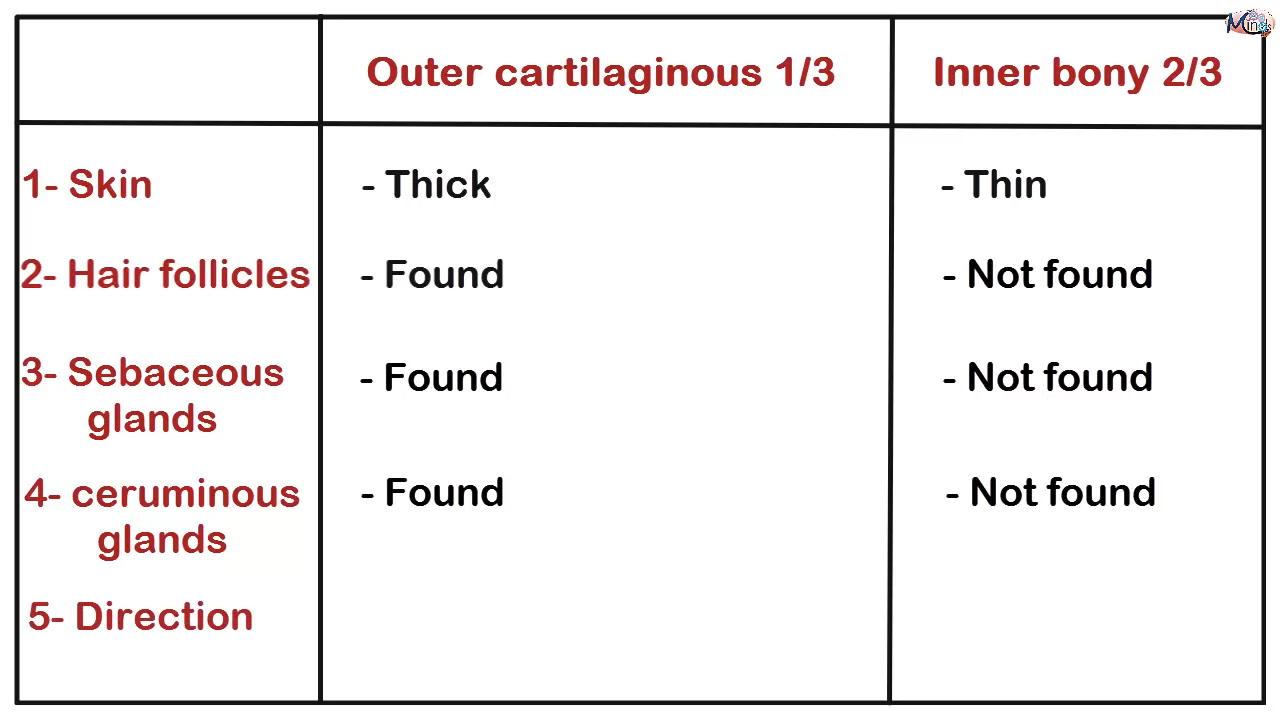 Minds
Outer cartilaginous 1/3
Inner bony 2/3
1- Skin
- Thick
- Thin
2- Hair follicles
- Found
- Not found
3- Sebaceous
glands
- Found
- Not found
4- ceruminous
glands
- Found
- Not found
5- Direction